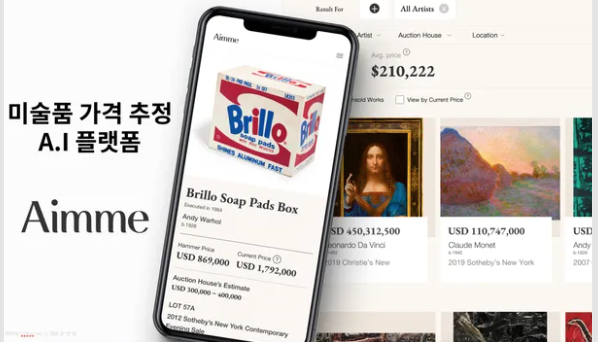 미술품 가격 추정
A.I 플랫폼
Aimme
Aimme
Brillo
soap pads
SHINES ALUMINUM FAST
Brillo Soap Pads Box
Executed in 1964
Andy Warhol
b.1928
Hammer Price
USD 869,000
Current Price ?
USD 1,792,000
Auction House's Estimate
USD 300,000 - 400,000
LOT 57A
2012 Sotheby's New York Contemporary
Evening Sale
Result For
All Artists
Artist
Auction House
Location
Avg. price ?
$210,222
nsold Works
View by Current Price ?
USD 450,312,500
eonardo Da Vinci
2019 Christie's New
USD 110,747,000
Claude Monet
b.1840
2019 Sotheby's New York
USD
Andy
2007